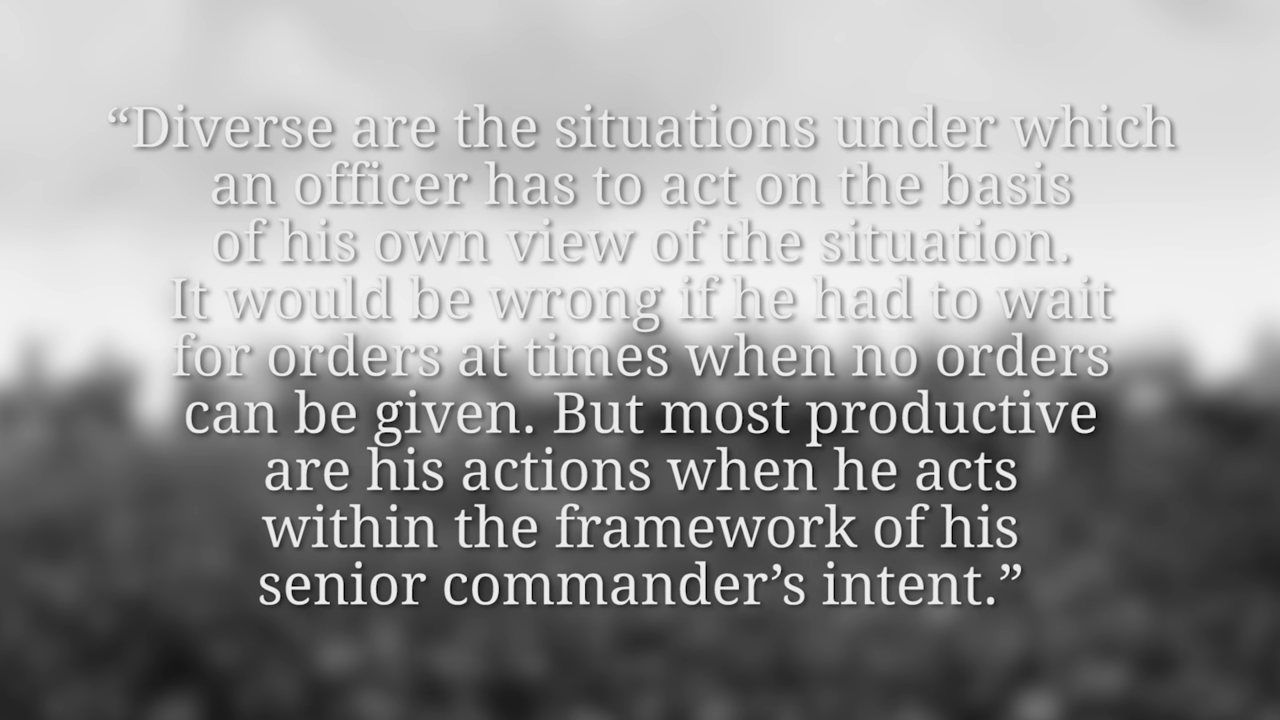 “Diverse are the situations under which
an officer has to act on the basis
of his own view of the situation.
It would be wrong if he had to wait
for orders at times when no orders
can be given. But most productive
are his actions when he acts
within the framework of his
senior commander’s intent.”